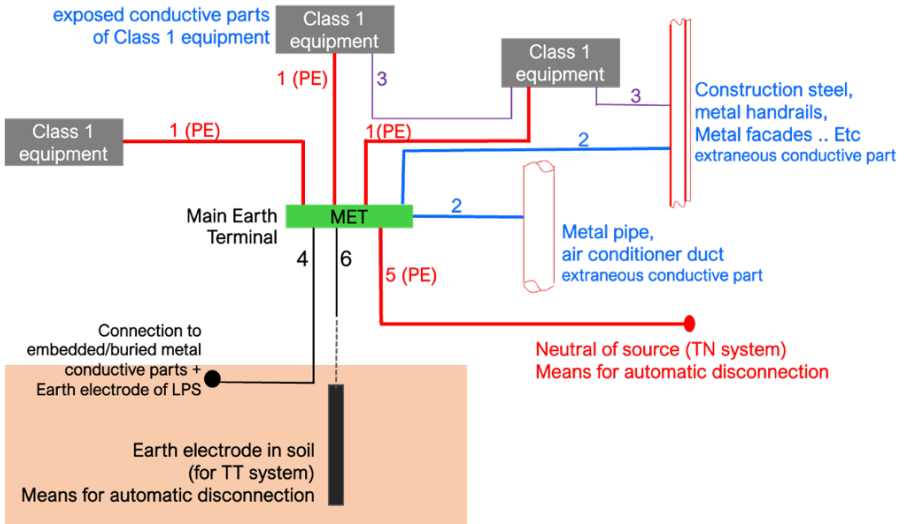 exposed conductive parts
of Class 1 equipment
Class 1
equipment
1 (PE)
3
Class 1
equipment
3
Construction steel,
metal handrails,
Metal facades .. Etc
extraneous conductive part
Class 1
equipment
1 (PE)
1(PE)
2
Main Earth
Terminal
MET
2
Metal pipe,
air conditioner duct
extraneous conductive part
4
6
5 (PE)
Connection to
embedded/buried metal
conductive parts +
Earth electrode of LPS
Neutral of source (TN system)
Means for automatic disconnection
Earth electrode in soil
(for TT system)
Means for automatic disconnection